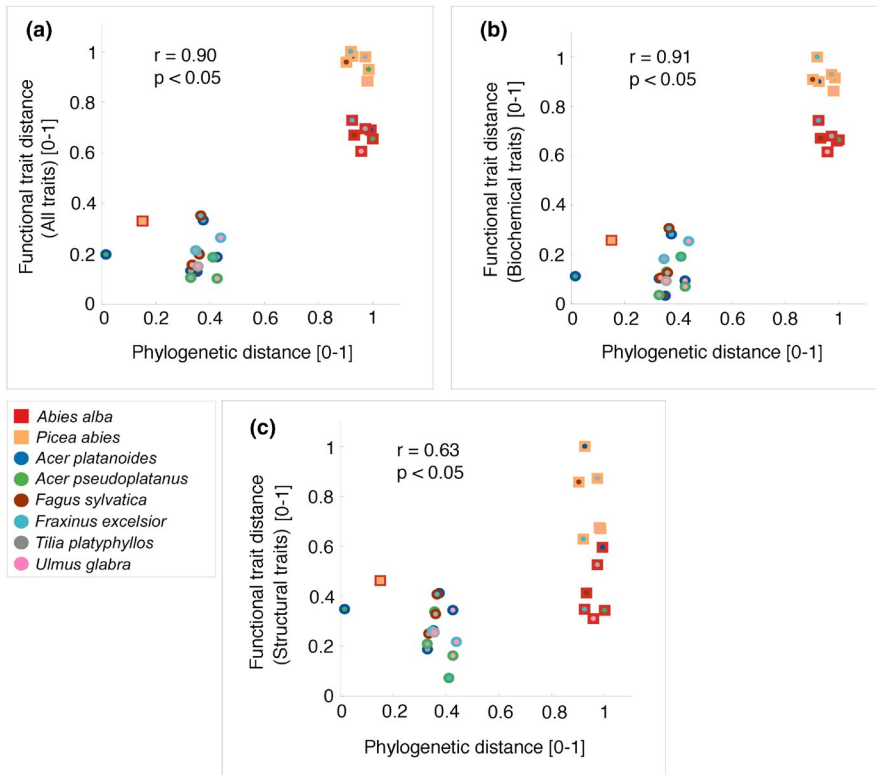 (a)
r = 0.90
p < 0.05
Functional trait distance
(All traits) [0-1]
1
0.8
0.6
0.4
0.2
0
0
0.2
0.4
0.6
0.8
1
Phylogenetic distance [0-1]
(b)
r = 0.91
p < 0.05
Functional trait distance
(Biochemical traits) [0-1]
1
0.8
0.6
0.4
0.2
0
0
0.2
0.4
0.6
0.8
1
Phylogenetic distance [0-1]
Abies alba
Picea abies
Acer platanoides
Acer pseudoplatanus
Fagus sylvatica
Fraxinus excelsior
Tilia platyphyllos
Ulmus glabra
(c)
r = 0.63
p < 0.05
Functional trait distance
(Structural traits) [0-1]
1
0.8
0.6
0.4
0.2
0
0
0.2
0.4
0.6
0.8
1
Phylogenetic distance [0-1]